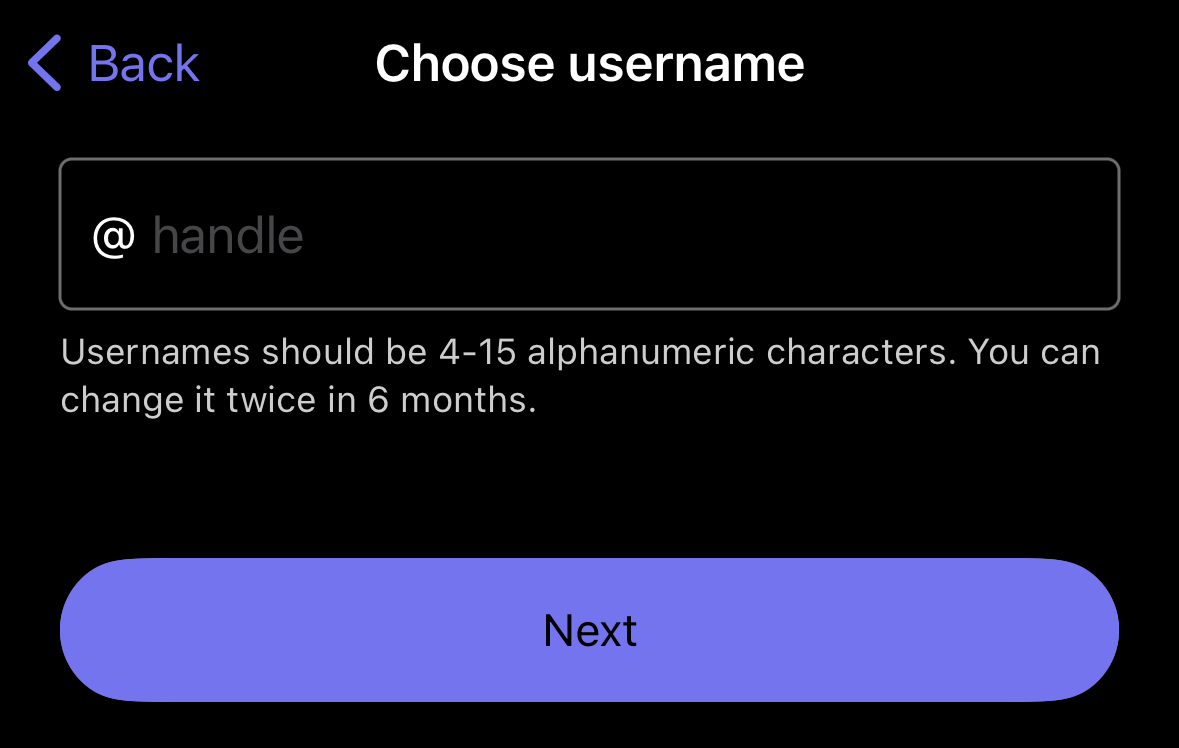 Back
Choose username
@ handle
Usernames should be 4-15 alphanumeric characters. You can
change it twice in 6 months.
Next